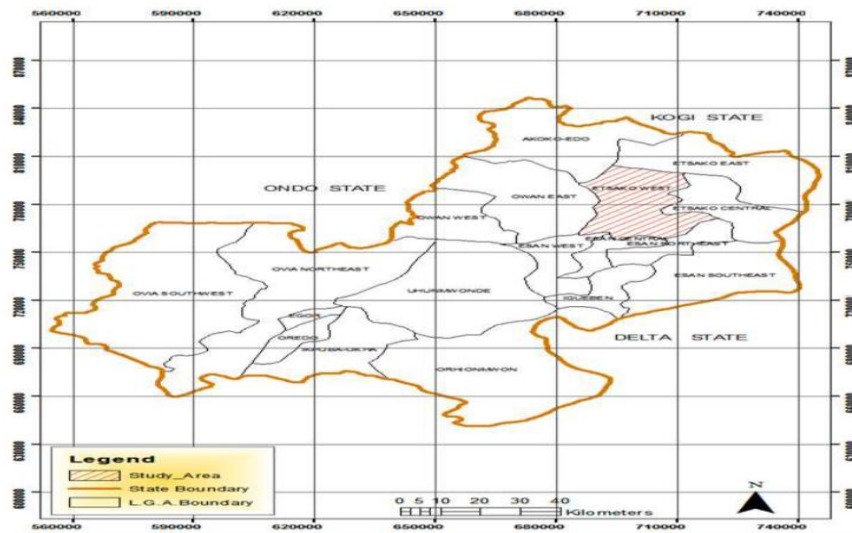 560000 590000 620000 650000 680000 710000 740000
KOGI STATE
AKOKO-EDO
ETSAKO EAST
ONDO STATE
ETSAKO WEST
OWAN EAST
ETSAKO CENTRAL
OWAN WEST
ESAN CENTRAL
ESAN WEST
ESAN NORTHEAST
OVIA NORTHEAST
ESAN SOUTHEAST
OVIA SOUTHWEST
UHUNMWONDE
IGUEBEN
EGOR
OREDO
DELTA STATE
ORHIONMWON
Legend
Study_Area
State Boundary
L.G.A.Boundary
N
0 5 10 20 30 40
Kilometers
560000 590000 620000 650000 680000 710000 740000